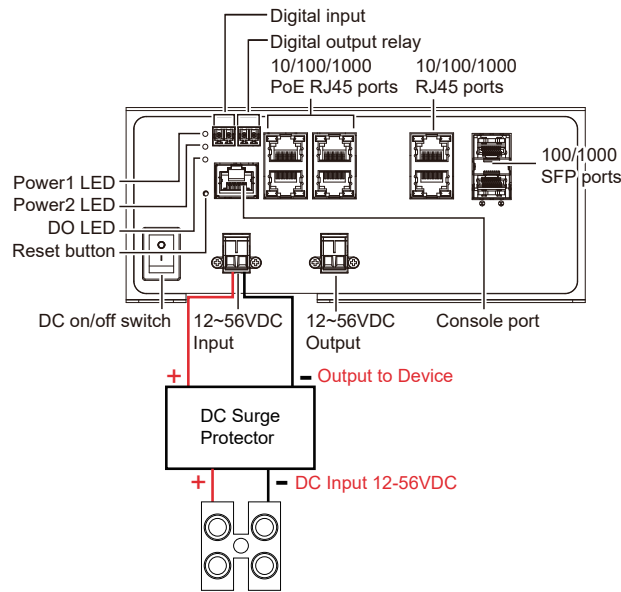 Digital input
Digital output relay
10/100/1000
PoE RJ45 ports
10/100/1000
RJ45 ports
100/1000
SFP ports
Power1 LED
Power2 LED
DO LED
Reset button
DC on/off switch
12~56VDC
Input
12~56VDC
Output
Console port
+
- Output to Device
DC Surge
Protector
+
- DC Input 12-56VDC